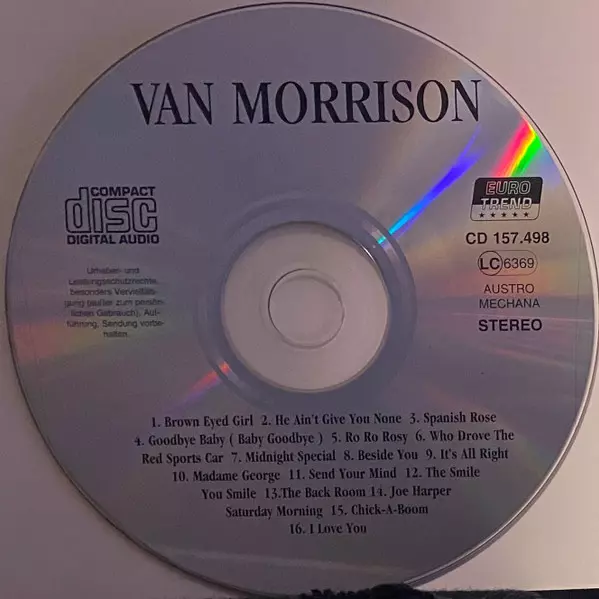 VAN MORRISON
COMPACT
disc
DIGITAL AUDIO
EURO
TREND
CD 157.498
LC 6369
AUSTRO
MECHANA
STEREO
Urheber- und
Leistungsschutzrechte,
besonders Vervielfälti-
gung (außer zum persön-
lichen Gebrauch), Auf-
führung, Sendung vorbe-
halten.
1. Brown Eyed Girl 2. He Ain't Give You None 3. Spanish Rose
4. Goodbye Baby ( Baby Goodbye ) 5. Ro Ro Rosy 6. Who Drove The
Red Sports Car 7. Midnight Special 8. Beside You 9. It's All Right
10. Madame George 11. Send Your Mind 12. The Smile
You Smile 13.The Back Room 14. Joe Harper
Saturday Morning 15. Chick-A-Boom
16. I Love You